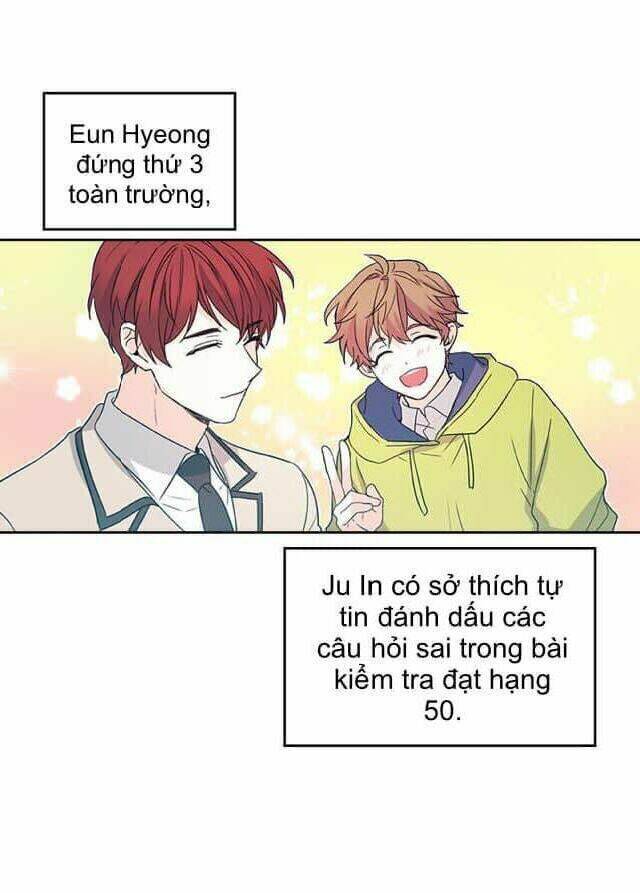 Eun Hyeong
đứng thứ 3
toàn trường,
Ju In có sở thích tự
tin đánh dấu các
câu hỏi sai trong bài
kiểm tra đạt hạng
50.